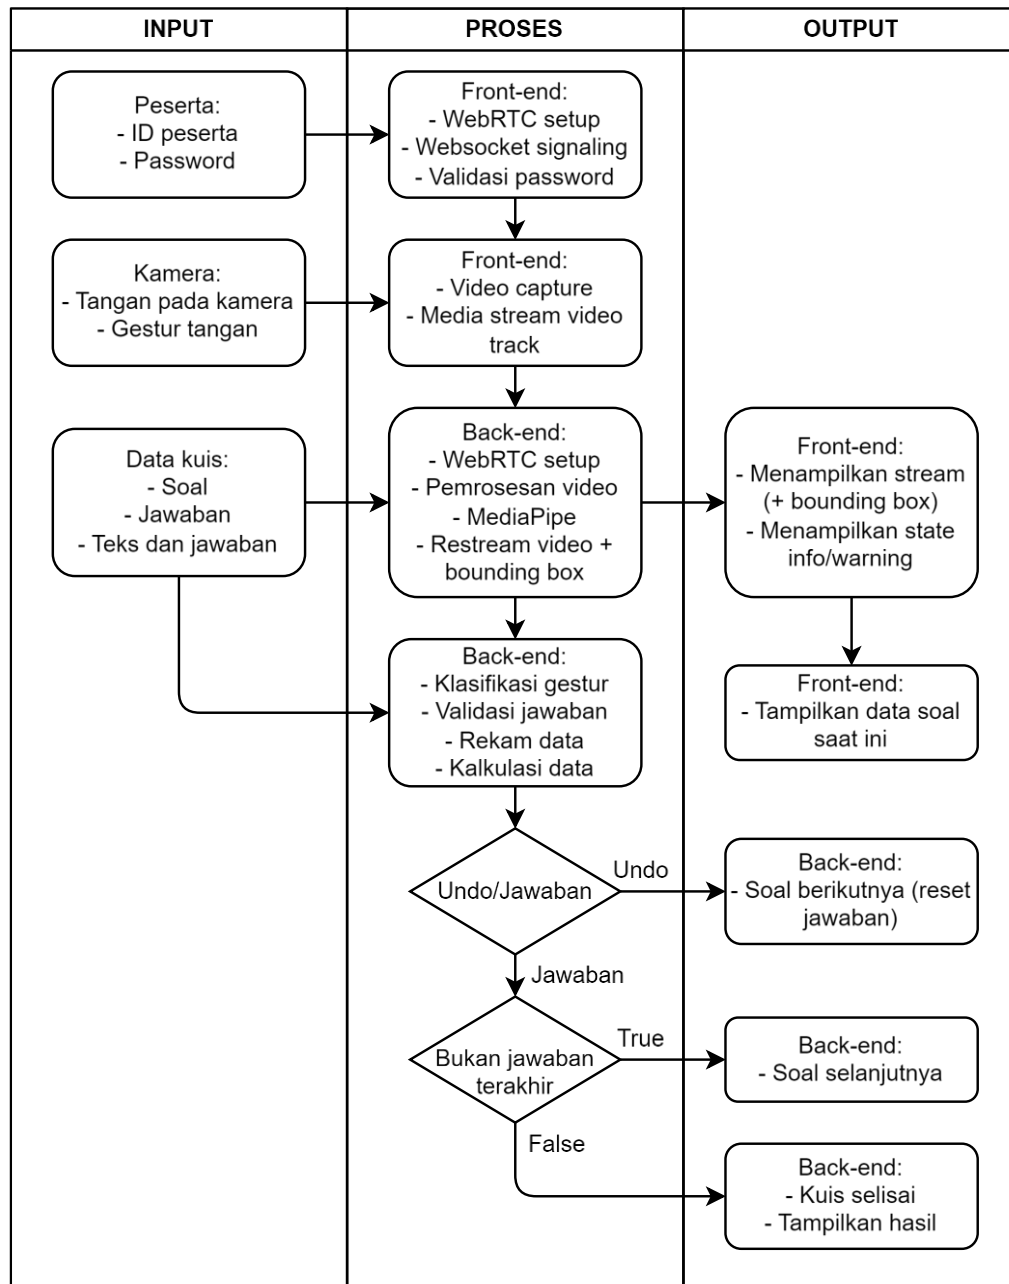 INPUT
PROSES
OUTPUT
Peserta:
- ID peserta
- Password
Front-end:
- WebRTC setup
- Websocket signaling
- Validasi password
Kamera:
- Tangan pada kamera
- Gestur tangan
Front-end:
- Video capture
- Media stream video
track
Data kuis:
- Soal
- Jawaban
- Teks dan jawaban
Back-end:
- WebRTC setup
- Pemrosesan video
- MediaPipe
- Restream video +
bounding box
Front-end:
- Menampilkan stream
(+ bounding box)
- Menampilkan state
info/warning
Back-end:
- Klasifikasi gestur
- Validasi jawaban
- Rekam data
- Kalkulasi data
Front-end:
- Tampilkan data soal
saat ini
Undo/Jawaban
Undo
Back-end:
- Soal berikutnya (reset
jawaban)
Jawaban
Bukan jawaban
terakhir
True
Back-end:
- Soal selanjutnya
False
Back-end:
- Kuis selisai
- Tampilkan hasil